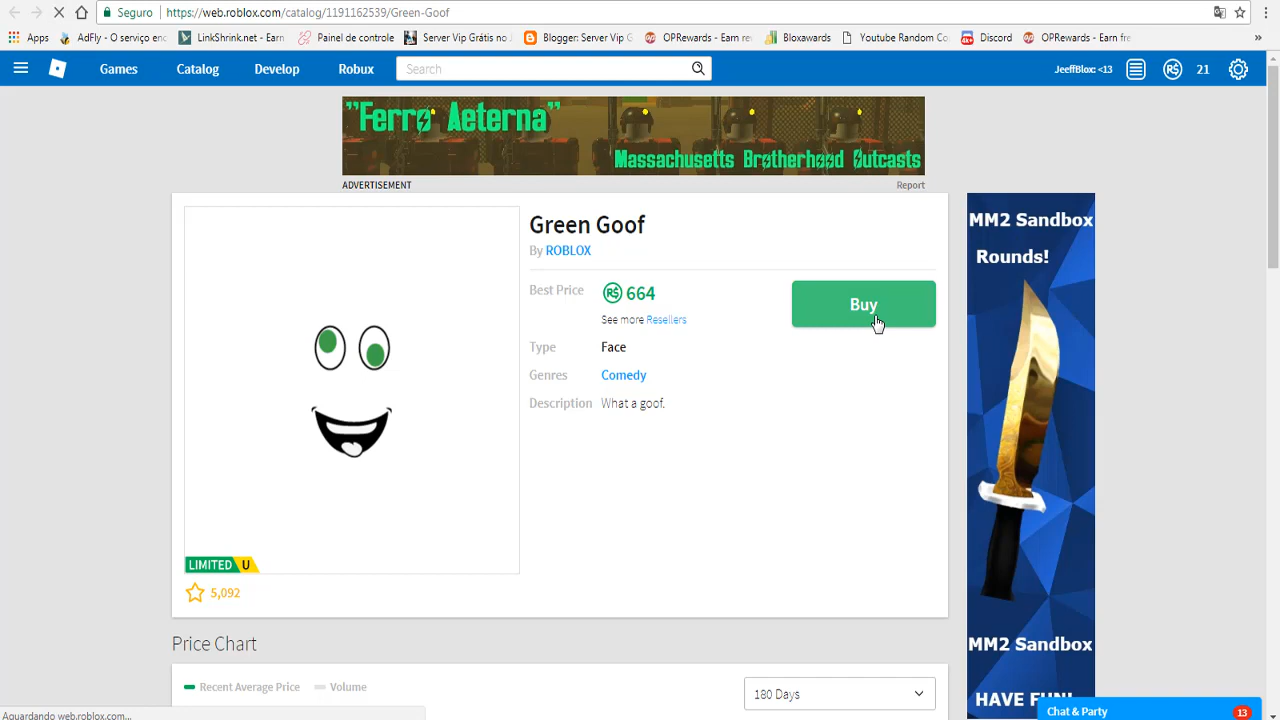 Seguro
https://web.roblox.com/catalog/1191162539/Green-Goof
Apps
AdFly - O serviço enc
LinkShrink.net - Earn
Painel de controle
Server Vip Grátis no J
Blogger: Server Vip G
OPRewards - Earn rew
Bloxawards
Youtube Random Co
Discord
OPRewards - Earn fre
»
Games
Catalog
Develop
Robux
Search
JeeffBlox: <13
R$
21
"Ferro Aeterna"
Massachusetts Brotherhood Outcasts
ADVERTISEMENT
Report
Green Goof
By ROBLOX
Best Price
R$ 664
Buy
See more Resellers
Type
Face
Genres
Comedy
Description
What a goof.
LIMITED U
5,092
MM2 Sandbox
Rounds!
MM2 Sandbox
HAVE FUN!
Price Chart
Recent Average Price
Volume
180 Days
Chat & Party
13
Aguardando web.roblox.com...